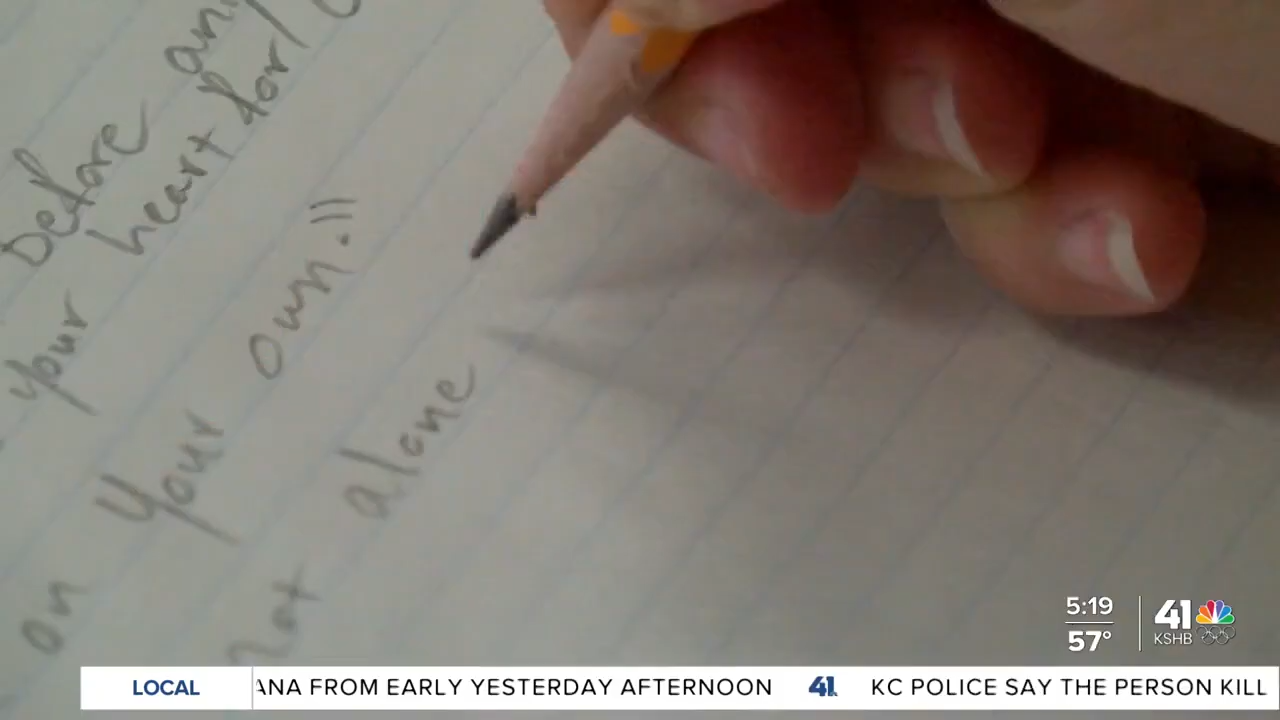 before an
your heart for
on your own."
not alone
5:19
57°
41
KSHB
LOCAL ANA FROM EARLY YESTERDAY AFTERNOON 41 KC POLICE SAY THE PERSON KILL